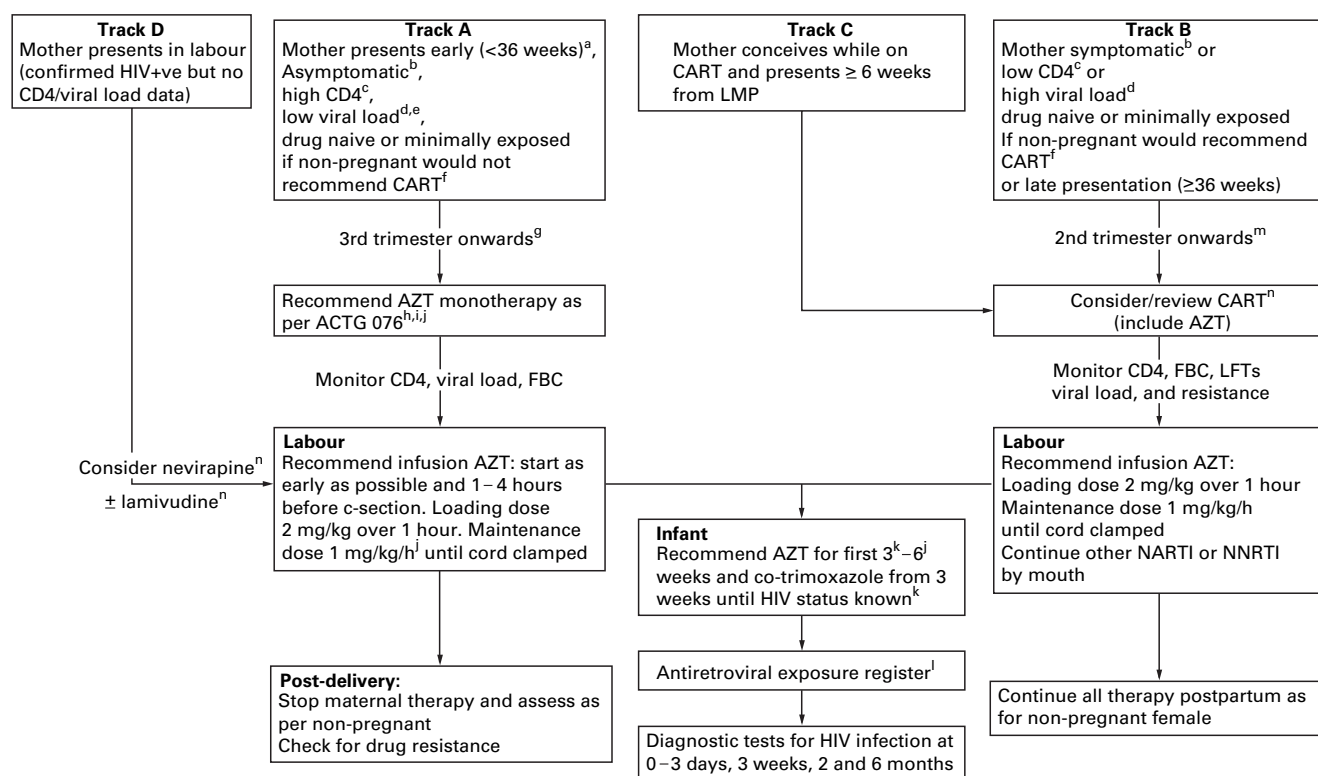 Track D
Mother presents in labour
(confirmed HIV+ve but no
CD4/viral load data)
Track A
Mother presents early (<36 weeks)ᵃ,
Asymptomaticᵇ,
high CD4ᶜ,
low viral loadᵈ,ᵉ,
drug naive or minimally exposed
if non-pregnant would not
recommend CARTᶠ
Track C
Mother conceives while on
CART and presents ≥ 6 weeks
from LMP
Track B
Mother symptomaticᵇ or
low CD4ᶜ or
high viral loadᵈ
drug naive or minimally exposed
If non-pregnant would recommend
CARTᶠ
or late presentation (≥36 weeks)
3rd trimester onwardsᵍ
2nd trimester onwardsᵐ
Recommend AZT monotherapy as
per ACTG 076ʰ,ⁱ,ʲ
Consider/review CARTⁿ
(include AZT)
Monitor CD4, viral load, FBC
Monitor CD4, FBC, LFTs
viral load, and resistance
Consider nevirapineⁿ
± lamivudineⁿ
Labour
Recommend infusion AZT: start as
early as possible and 1–4 hours
before c-section. Loading dose
2 mg/kg over 1 hour. Maintenance
dose 1 mg/kg/hʲ until cord clamped
Infant
Recommend AZT for first 3ᵏ–6ʲ
weeks and co-trimoxazole from 3
weeks until HIV status knownᵏ
Labour
Recommend infusion AZT:
Loading dose 2 mg/kg over 1 hour
Maintenance dose 1 mg/kg/h
until cord clamped
Continue other NARTI or NNRTI
by mouth
Post-delivery:
Stop maternal therapy and assess as
per non-pregnant
Check for drug resistance
Antiretroviral exposure registerˡ
Diagnostic tests for HIV infection at
0–3 days, 3 weeks, 2 and 6 months
Continue all therapy postpartum as
for non-pregnant female